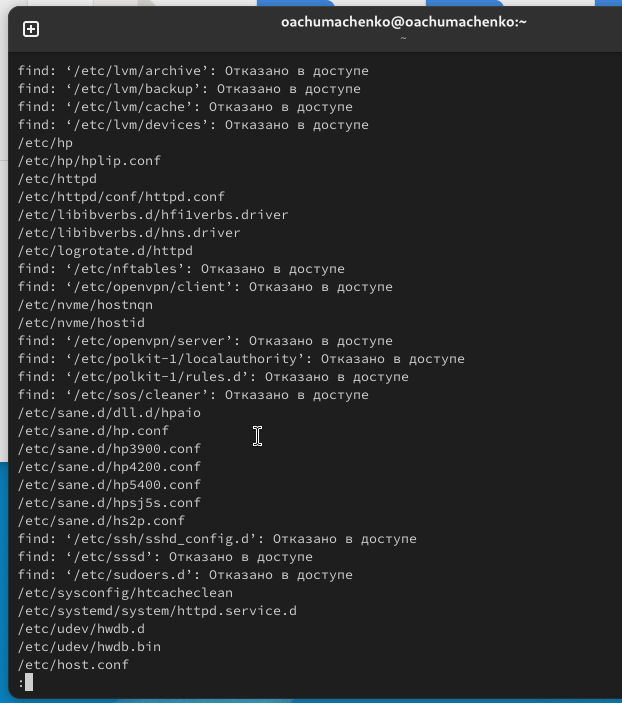 oachumachenko@oachumachenko:~
~
find: ‘/etc/lvm/archive’: Отказано в доступе
find: ‘/etc/lvm/backup’: Отказано в доступе
find: ‘/etc/lvm/cache’: Отказано в доступе
find: ‘/etc/lvm/devices’: Отказано в доступе
/etc/hp
/etc/hp/hplip.conf
/etc/httpd
/etc/httpd/conf/httpd.conf
/etc/libibverbs.d/hfi1verbs.driver
/etc/libibverbs.d/hns.driver
/etc/logrotate.d/httpd
find: ‘/etc/nftables’: Отказано в доступе
find: ‘/etc/openvpn/client’: Отказано в доступе
/etc/nvme/hostnqn
/etc/nvme/hostid
find: ‘/etc/openvpn/server’: Отказано в доступе
find: ‘/etc/polkit-1/localauthority’: Отказано в доступе
find: ‘/etc/polkit-1/rules.d’: Отказано в доступе
find: ‘/etc/sos/cleaner’: Отказано в доступе
/etc/sane.d/dll.d/hpaio
/etc/sane.d/hp.conf
/etc/sane.d/hp3900.conf
/etc/sane.d/hp4200.conf
/etc/sane.d/hp5400.conf
/etc/sane.d/hpsj5s.conf
/etc/sane.d/hs2p.conf
find: ‘/etc/ssh/sshd_config.d’: Отказано в доступе
find: ‘/etc/sssd’: Отказано в доступе
find: ‘/etc/sudoers.d’: Отказано в доступе
/etc/sysconfig/htcacheclean
/etc/systemd/system/httpd.service.d
/etc/udev/hwdb.d
/etc/udev/hwdb.bin
/etc/host.conf
: